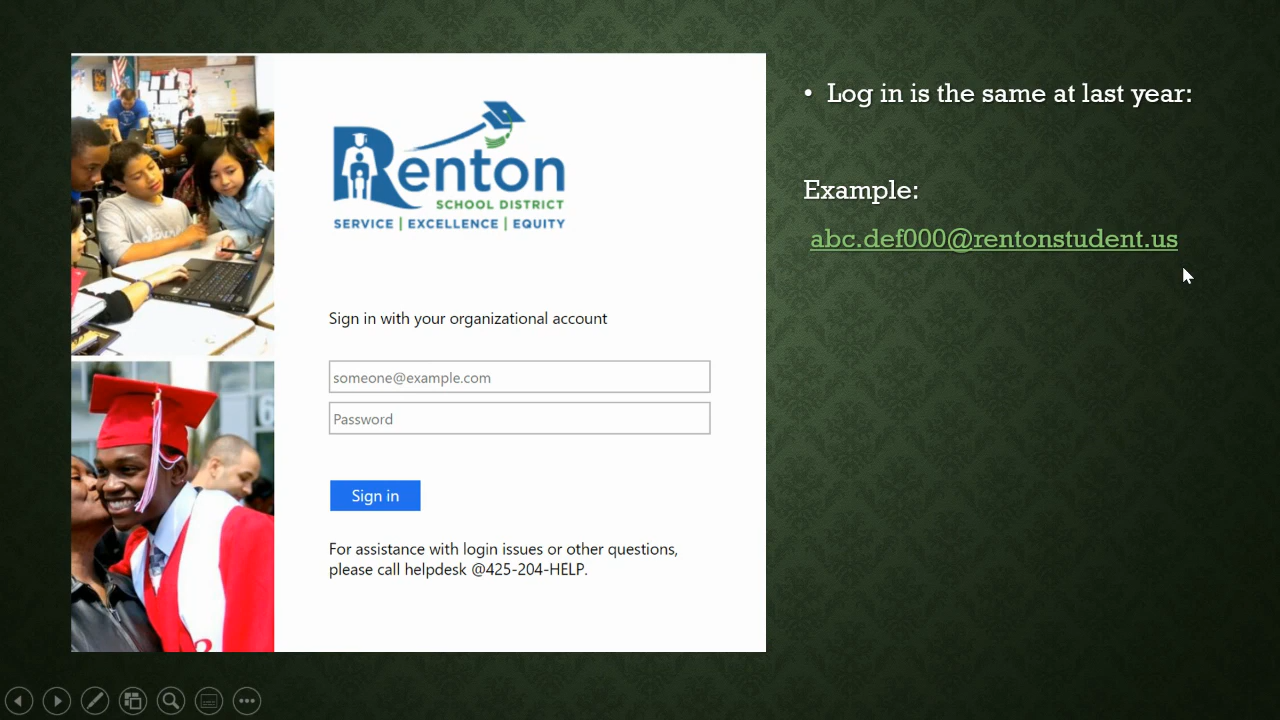 Renton
SCHOOL DISTRICT
SERVICE | EXCELLENCE | EQUITY
Sign in with your organizational account
someone@example.com
Password
Sign in
For assistance with login issues or other questions,
please call helpdesk @425-204-HELP.
• Log in is the same at last year:
Example:
abc.def000@rentonstudent.us